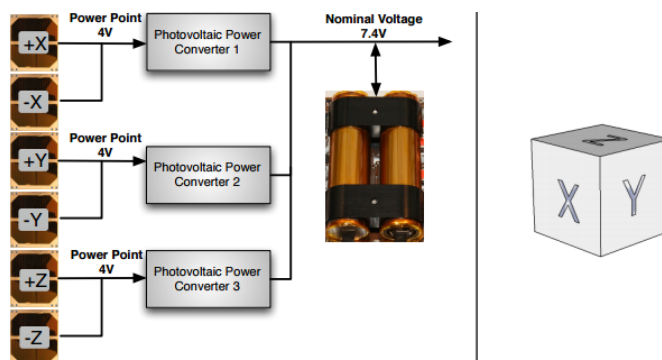 +X
Power Point
4V
Photovoltaic Power
Converter 1
Nominal Voltage
7.4V
-X
+Y
Power Point
4V
Photovoltaic Power
Converter 2
-Y
+Z
Power Point
4V
Photovoltaic Power
Converter 3
-Z
Z
X
Y